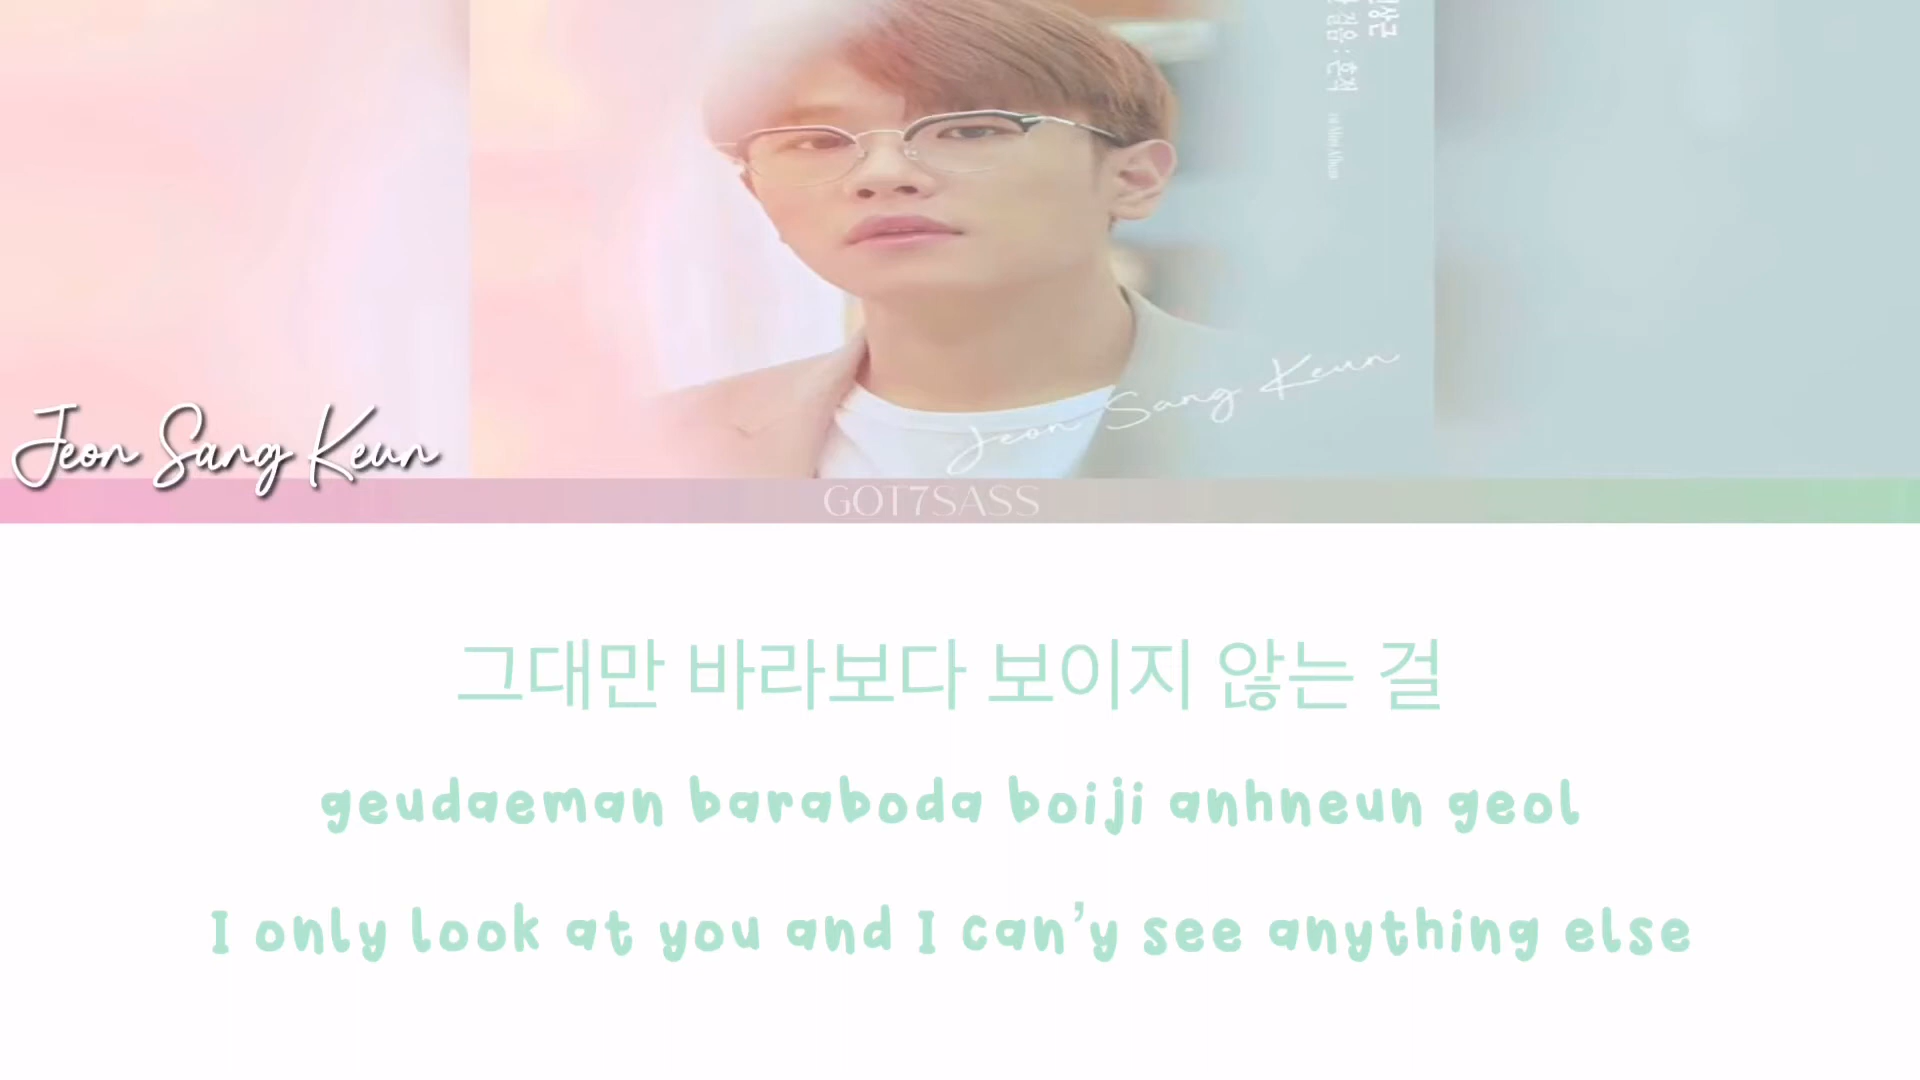 Jeon Sang Keun
Jeon Sang Keun
GOT7SASS
그대만 바라보다 보이지 않는 걸
geudaeman baraboda boiji anhneun geol
I only look at you and I can’y see anything else